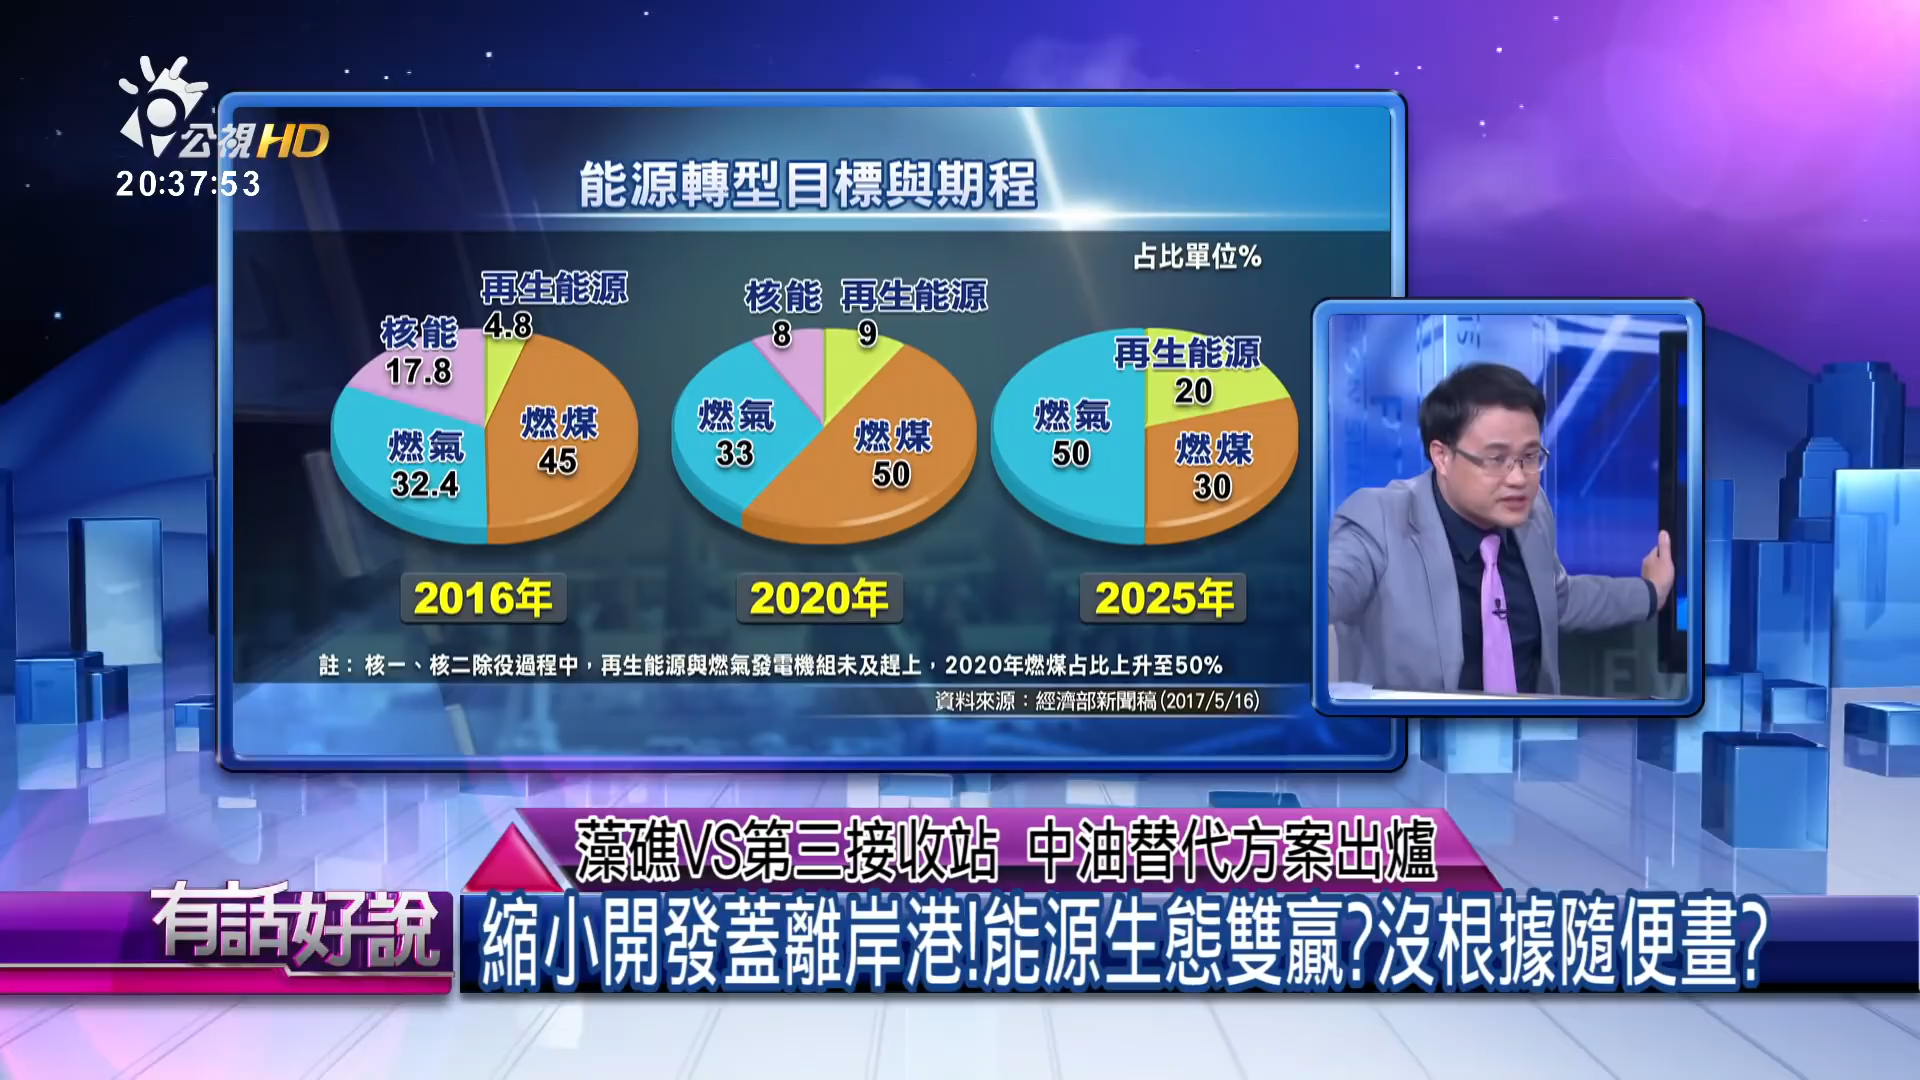 公視HD
20:37:53
能源轉型目標與期程
占比單位%
再生能源
4.8
核能
17.8
燃氣
32.4
燃煤
45
2016年
核能
8
再生能源
9
燃氣
33
燃煤
50
2020年
再生能源
20
燃氣
50
燃煤
30
2025年
註：核一、核二除役過程中，再生能源與燃氣發電機組未及趕上，2020年燃煤占比上升至50%
資料來源：經濟部新聞稿(2017/5/16)
藻礁VS第三接收站 中油替代方案出爐
有話好說
縮小開發蓋離岸港!能源生態雙贏?沒根據隨便畫?